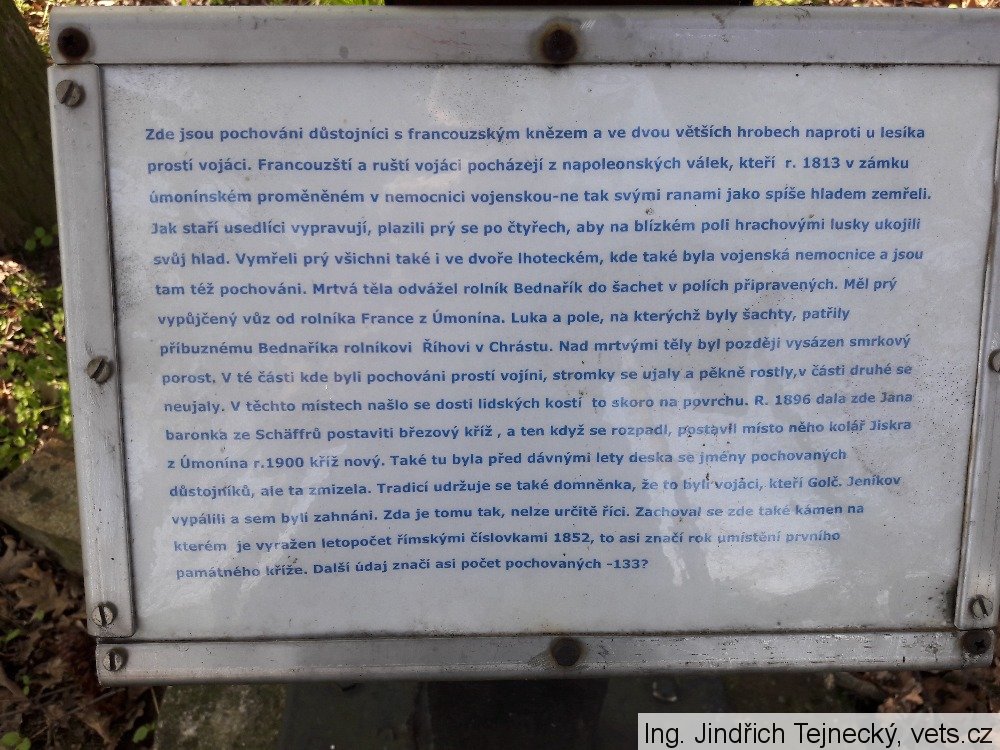 Zde jsou pochováni důstojníci s francouzským knězem a ve dvou větších hrobech naproti u lesíka
prostí vojáci. Francouzští a ruští vojáci pocházejí z napoleonských válek, kteří r. 1813 v zámku
úmonínském proměněném v nemocnici vojenskou-ne tak svými ranami jako spíše hladem zemřeli.
Jak staří usedlíci vypravují, plazili prý se po čtyřech, aby na blízkém poli hrachovými lusky ukojili
svůj hlad. Vymřeli prý všichni také i ve dvoře lhoteckém, kde také byla vojenská nemocnice a jsou
tam též pochováni. Mrtvá těla odvážel rolník Bednařík do šachet v polích připravených. Měl prý
vypůjčený vůz od rolníka France z Úmonína. Luka a pole, na kterýchž byly šachty, patřily
příbuznému Bednaříka rolníkovi Říhovi v Chrástu. Nad mrtvými těly byl později vysázen smrkový
porost. V té části kde byli pochováni prostí vojíni, stromky se ujaly a pěkně rostly,v části druhé se
neujaly. V těchto místech našlo se dosti lidských kostí to skoro na povrchu. R. 1896 dala zde Jana
baronka ze Schäffrů postaviti březový kříž , a ten když se rozpadl, postavil místo něho kolář Jiskra
z Úmonína r.1900 kříž nový. Také tu byla před dávnými lety deska se jmény pochovaných
důstojníků, ale ta zmizela. Tradicí udržuje se také domněnka, že to byli vojáci, kteří Golč. Jeníkov
vypálili a sem byli zahnáni. Zda je tomu tak, nelze určitě říci. Zachoval se zde také kámen na
kterém je vyražen letopočet římskými číslovkami 1852, to asi značí rok umístění prvního
památného kříže. Další údaj značí asi počet pochovaných -133?
Ing. Jindřich Tejnecký, vets.cz